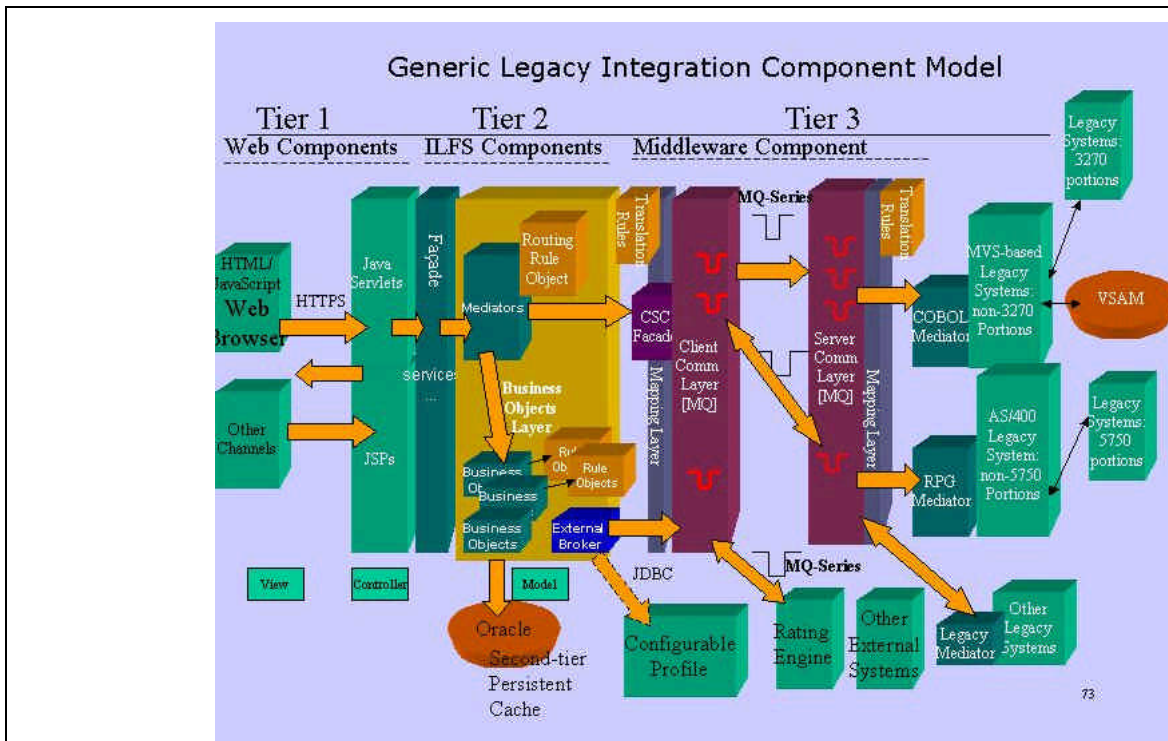 Generic Legacy Integration Component Model
Tier 1
Tier 2
Tier 3
Web Components
ILFS Components
Middleware Component
Legacy
Systems:
3270
portions
HTML/
JavaScript
Web
Browser
HTTPS
Other
Channels
Java
Servlets
JSPs
Façade
services
...
Mediators
Routing
Rule
Object
Business
Objects
Layer
Business
Business
Business
Objects
Rule
Objects
External
Broker
Translation
Rules
CSC
Facade
Mapping Layer
JDBC
Client
Comm
Layer
[MQ]
MQ-Series
MQ-Series
Server
Comm
Layer
[MQ]
Translation
Rules
Mapping Layer
COBOL
Mediator
MVS-based
Legacy
Systems:
non-3270
Portions
VSAM
RPG
Mediator
AS/400
Legacy
System:
non-5750
Portions
Legacy
Systems:
5750
portions
View
Controller
Model
Oracle
Second-tier
Persistent
Cache
Configurable
Profile
Rating
Engine
Other
External
Systems
Legacy
Mediator
Other
Legacy
Systems
73